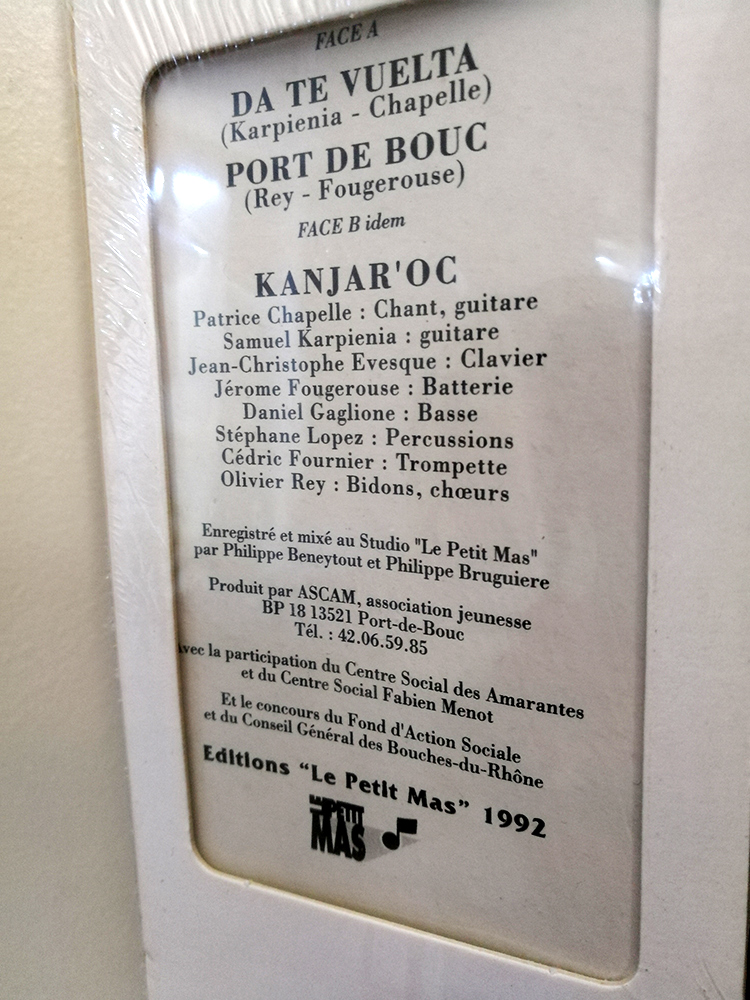 FACE A
DA TE VUELTA
(Karpienia - Chapelle)
PORT DE BOUC
(Rey - Fougerouse)
FACE B idem
KANJAR'OC
Patrice Chapelle : Chant, guitare
Samuel Karpienia : guitare
Jean-Christophe Evesque : Clavier
Jérome Fougerouse : Batterie
Daniel Gaglione : Basse
Stéphane Lopez : Percussions
Cédric Fournier : Trompette
Olivier Rey : Bidons, chœurs
Enregistré et mixé au Studio "Le Petit Mas"
par Philippe Beneytout et Philippe Bruguiere
Produit par ASCAM, association jeunesse
BP 18 13521 Port-de-Bouc
Tél. : 42.06.59.85
Avec la participation du Centre Social des Amarantes
et du Centre Social Fabien Menot
Et le concours du Fond d'Action Sociale
et du Conseil Général des Bouches-du-Rhône
Editions "Le Petit Mas" 1992
LE PETIT
MAS